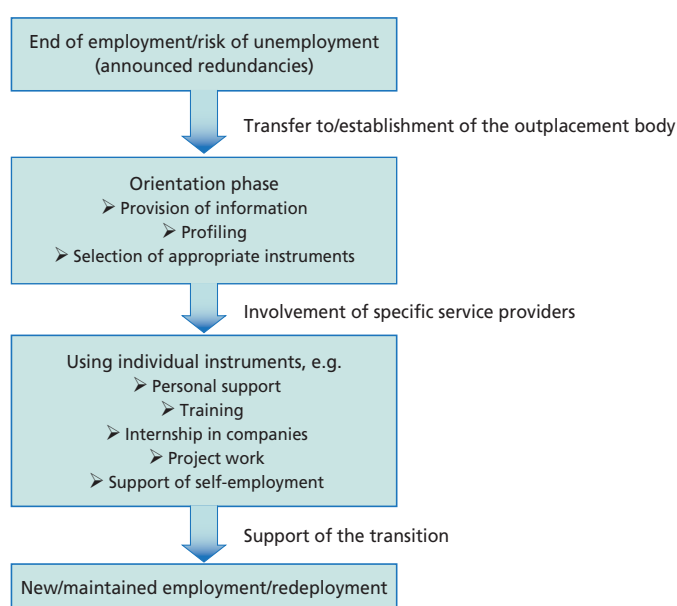 End of employment/risk of unemployment
(announced redundancies)
Transfer to/establishment of the outplacement body
Orientation phase
➢ Provision of information
➢ Profiling
➢ Selection of appropriate instruments
Involvement of specific service providers
Using individual instruments, e.g.
➢ Personal support
➢ Training
➢ Internship in companies
➢ Project work
➢ Support of self-employment
Support of the transition
New/maintained employment/redeployment